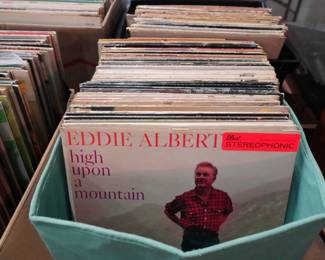 EDDIE ALBERT
Dot STEREOPHONIC
high
upon
a
mountain